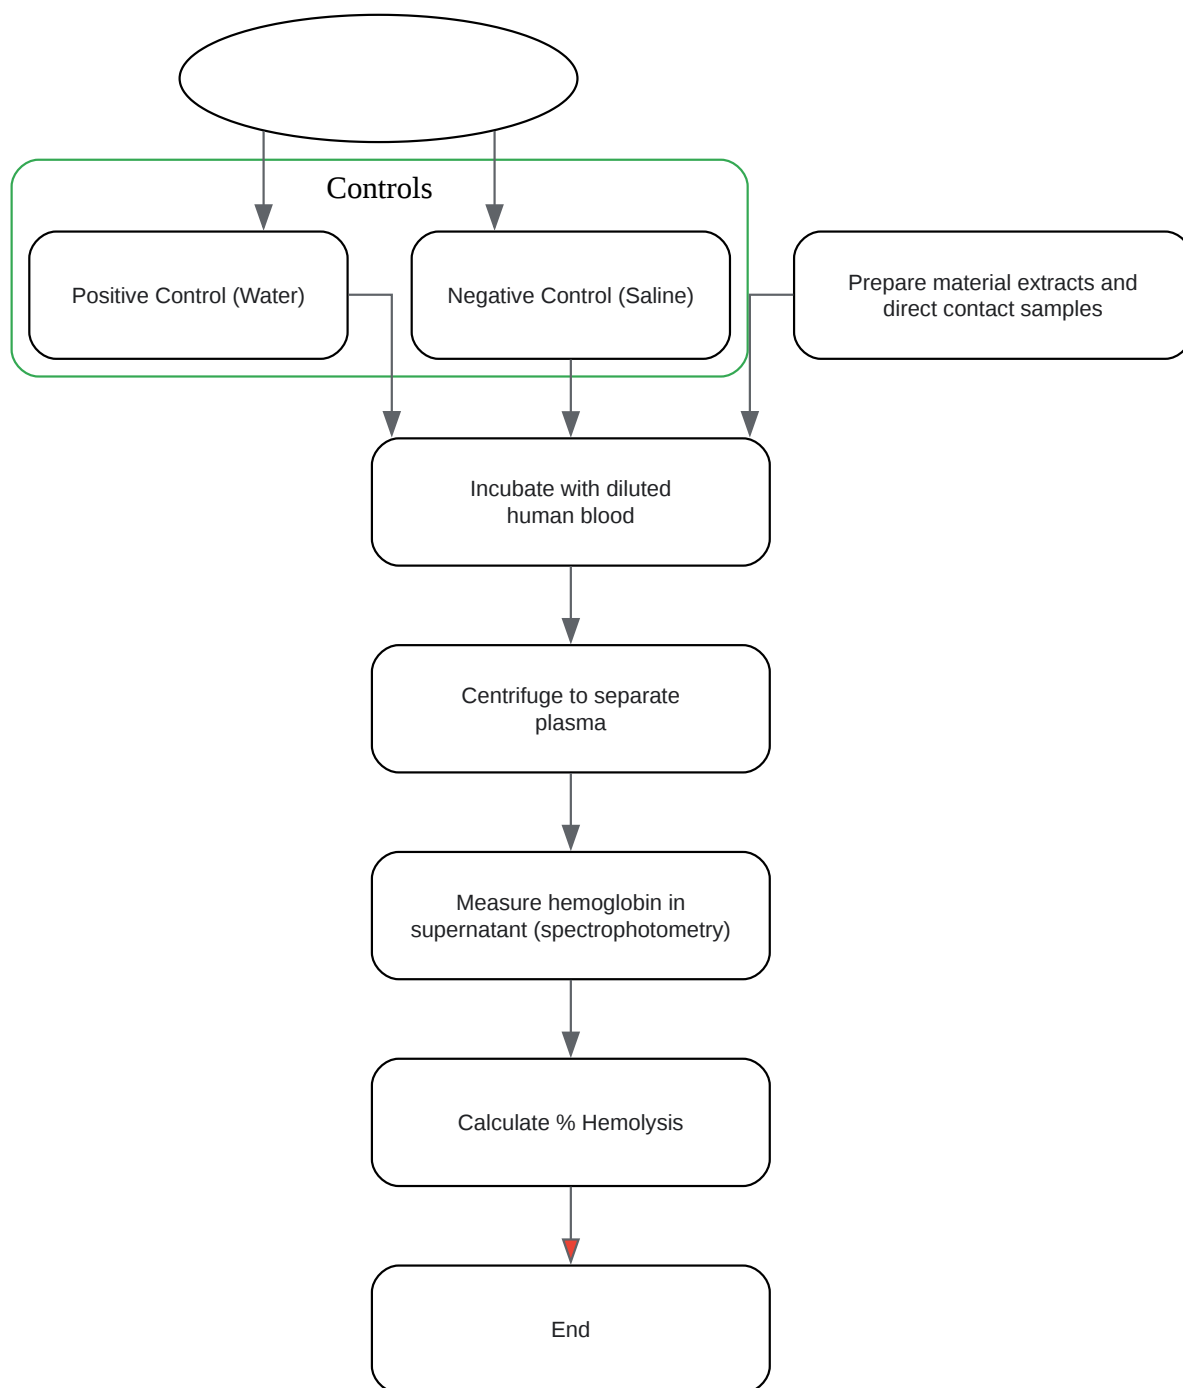 Controls
Positive Control (Water)
Negative Control (Saline)
Prepare material extracts and
direct contact samples
Incubate with diluted
human blood
Centrifuge to separate
plasma
Measure hemoglobin in
supernatant (spectrophotometry)
Calculate % Hemolysis
End